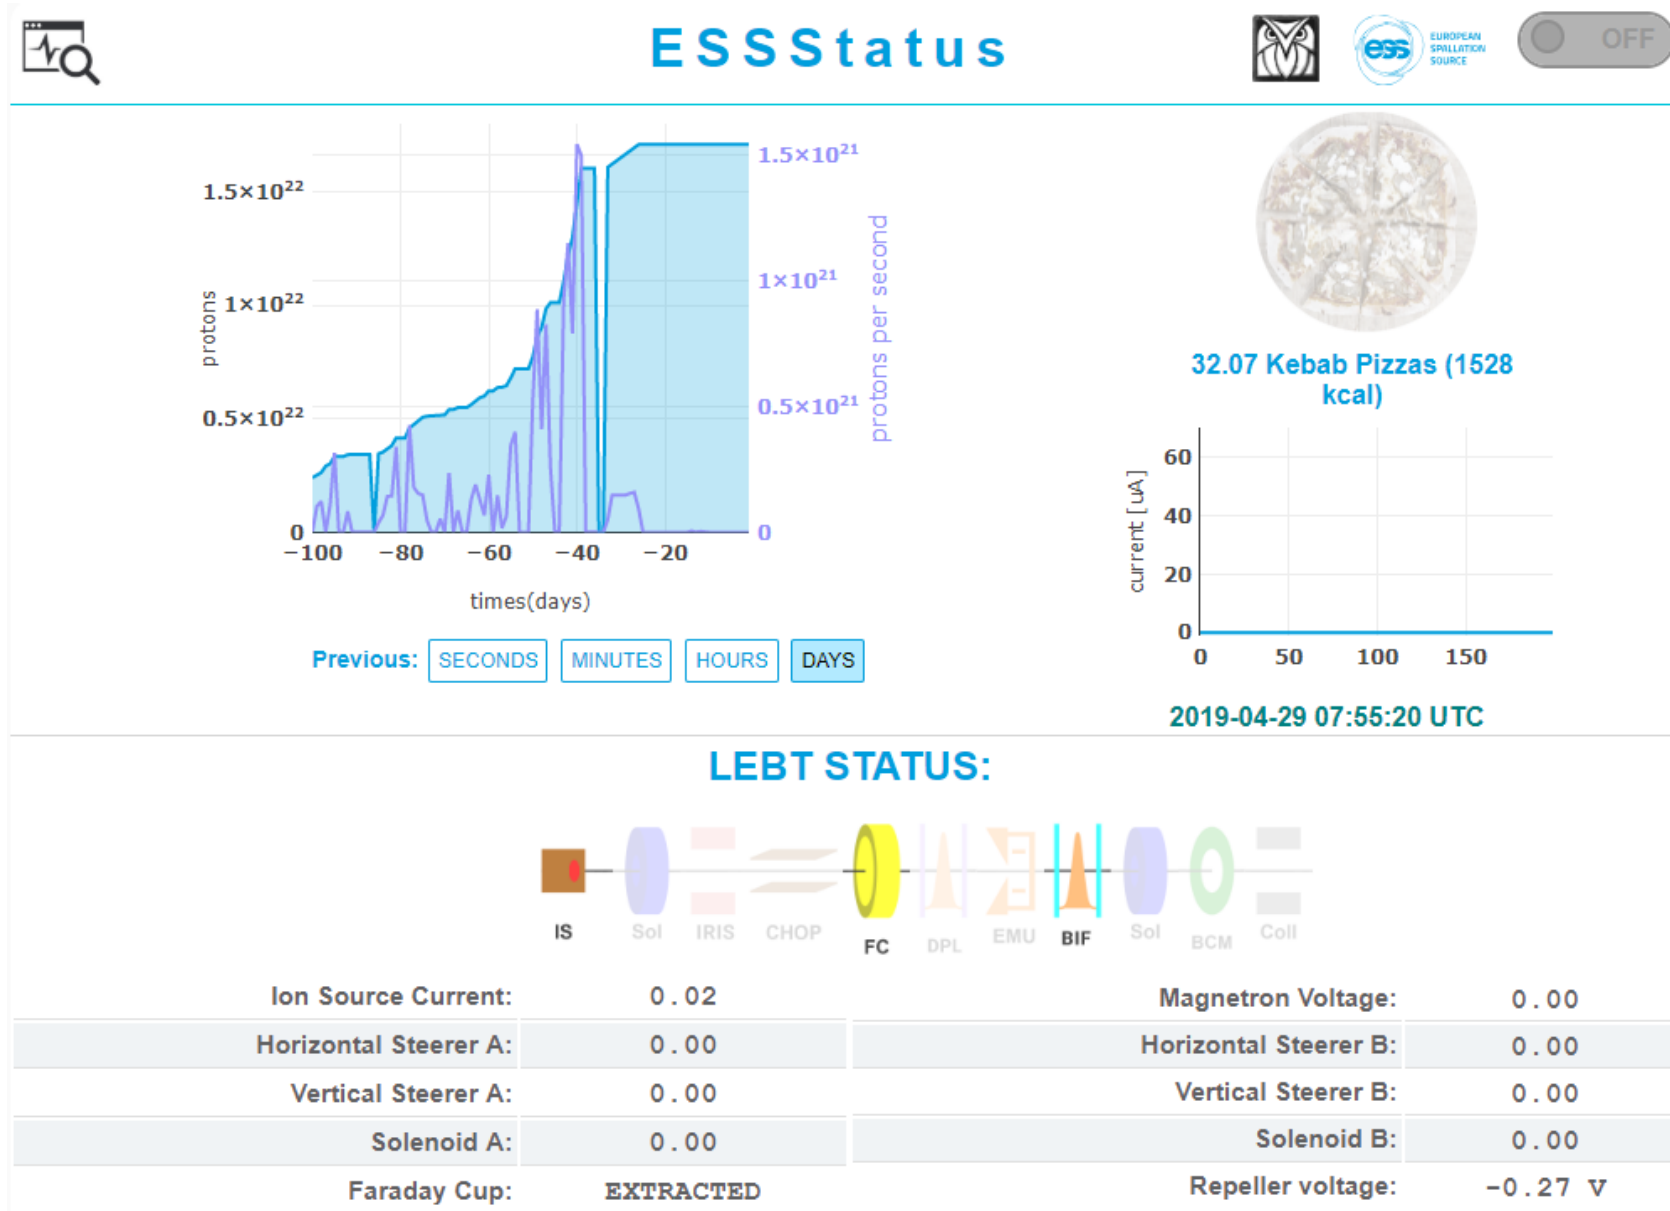 ESSStatus
ess
EUROPEAN
SPALLATION
SOURCE
OFF
protons
1.5×10²²
1×10²²
0.5×10²²
0
1.5×10²¹
1×10²¹
0.5×10²¹
0
protons per second
−100 −80 −60 −40 −20
times(days)
Previous: SECONDS MINUTES HOURS DAYS
32.07 Kebab Pizzas (1528
kcal)
current [uA]
60
40
20
0
0 50 100 150
2019-04-29 07:55:20 UTC
LEBT STATUS:
IS Sol IRIS CHOP FC DPL EMU BIF Sol BCM Coll
Ion Source Current: 0.02 Magnetron Voltage: 0.00
Horizontal Steerer A: 0.00 Horizontal Steerer B: 0.00
Vertical Steerer A: 0.00 Vertical Steerer B: 0.00
Solenoid A: 0.00 Solenoid B: 0.00
Faraday Cup: EXTRACTED Repeller voltage: -0.27 V